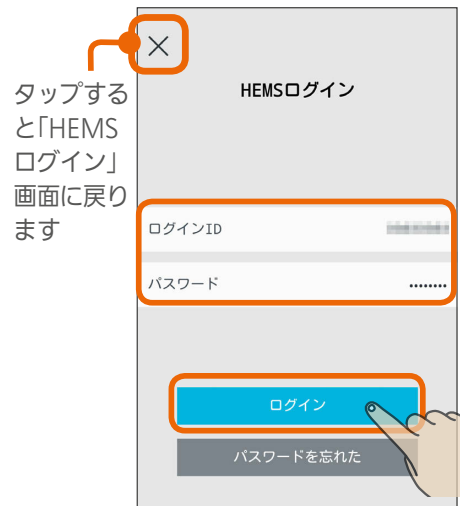 タップする
と「HEMS
ログイン」
画面に戻り
ます
HEMSログイン
ログインID
パスワード ••••••••
ログイン
パスワードを忘れた